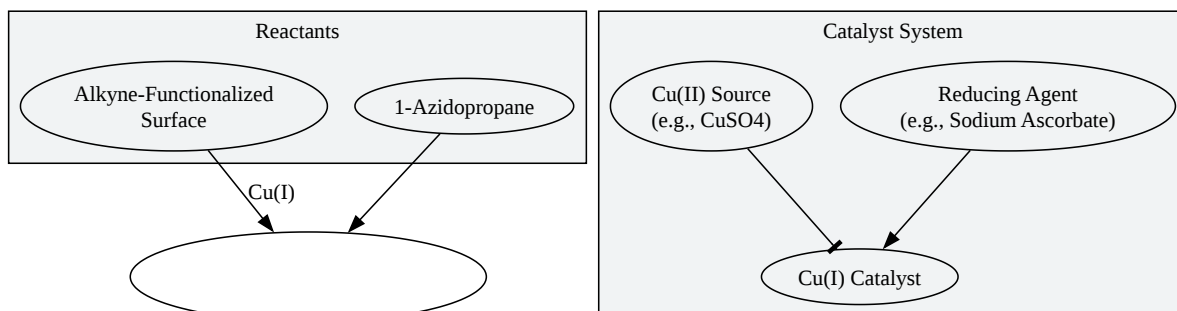 Reactants
Alkyne-Functionalized
Surface
1-Azidopropane
Cu(I)
Catalyst System
Cu(II) Source
(e.g., CuSO4)
Reducing Agent
(e.g., Sodium Ascorbate)
Cu(I) Catalyst